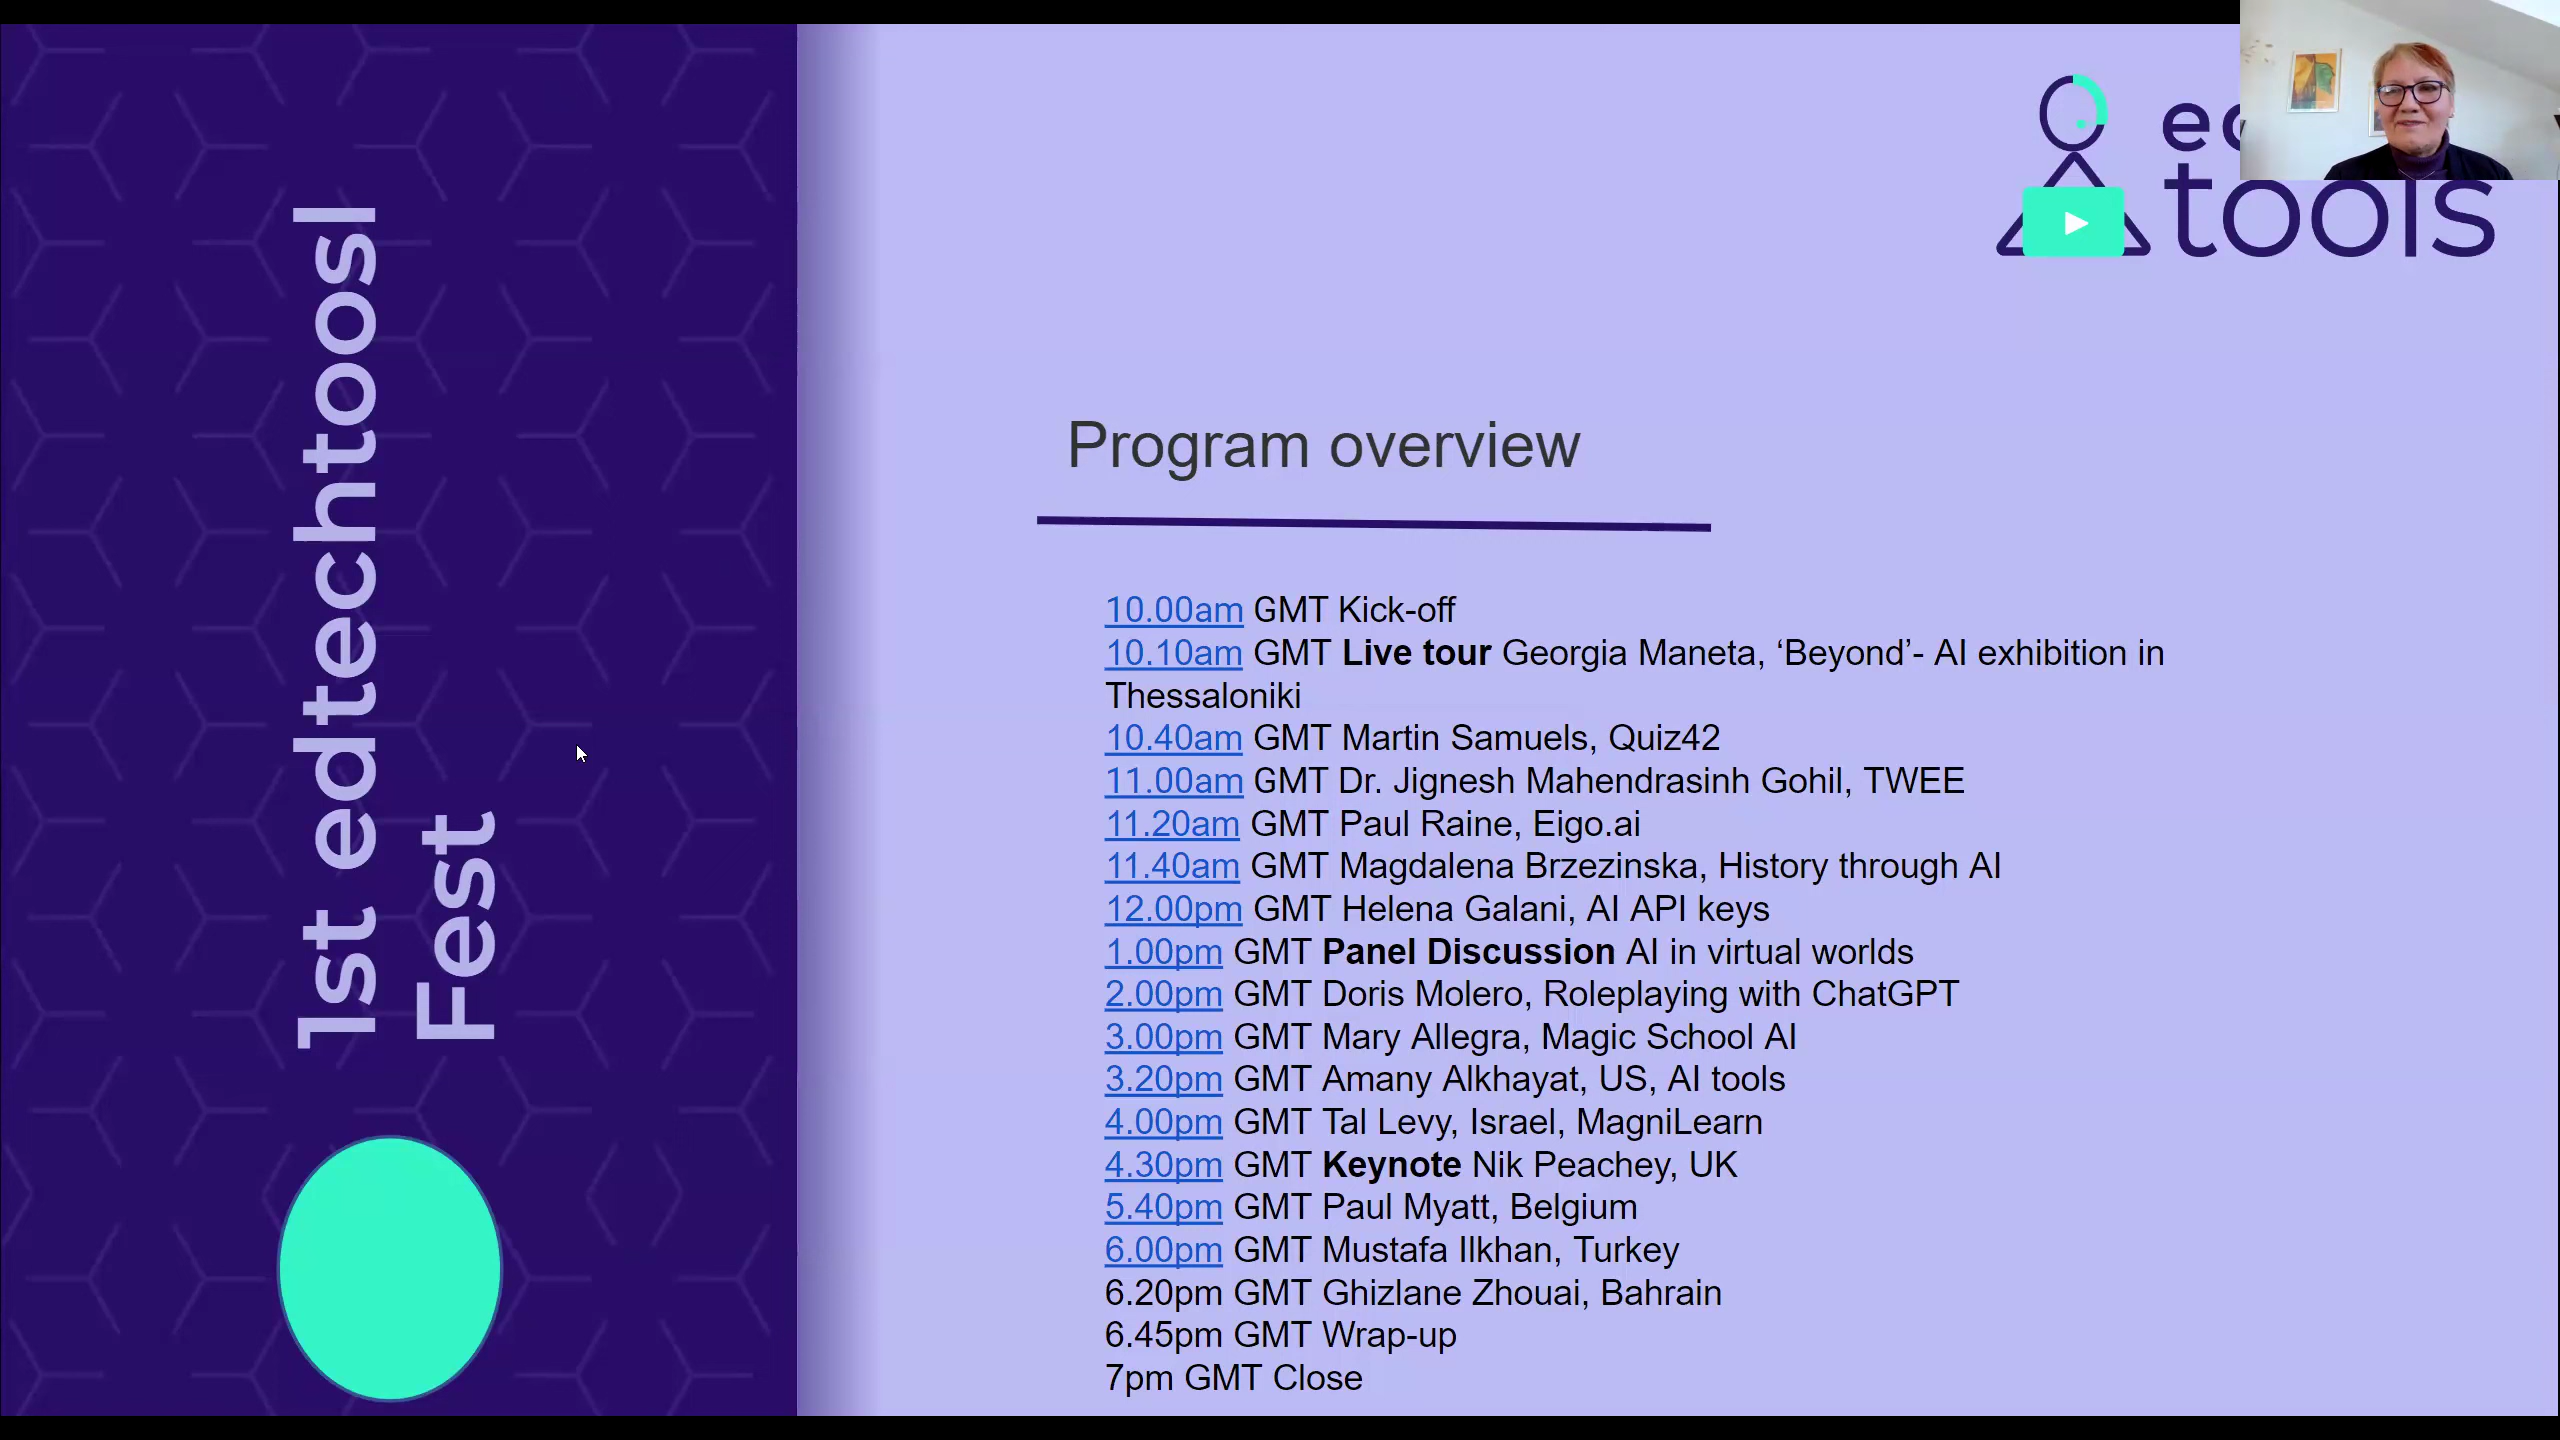 1st edtechtoosl
Fest
tools
Program overview
10.00am GMT Kick-off
10.10am GMT Live tour Georgia Maneta, ‘Beyond’- AI exhibition in
Thessaloniki
10.40am GMT Martin Samuels, Quiz42
11.00am GMT Dr. Jignesh Mahendrasinh Gohil, TWEE
11.20am GMT Paul Raine, Eigo.ai
11.40am GMT Magdalena Brzezinska, History through AI
12.00pm GMT Helena Galani, AI API keys
1.00pm GMT Panel Discussion AI in virtual worlds
2.00pm GMT Doris Molero, Roleplaying with ChatGPT
3.00pm GMT Mary Allegra, Magic School AI
3.20pm GMT Amany Alkhayat, US, AI tools
4.00pm GMT Tal Levy, Israel, MagniLearn
4.30pm GMT Keynote Nik Peachey, UK
5.40pm GMT Paul Myatt, Belgium
6.00pm GMT Mustafa Ilkhan, Turkey
6.20pm GMT Ghizlane Zhouai, Bahrain
6.45pm GMT Wrap-up
7pm GMT Close